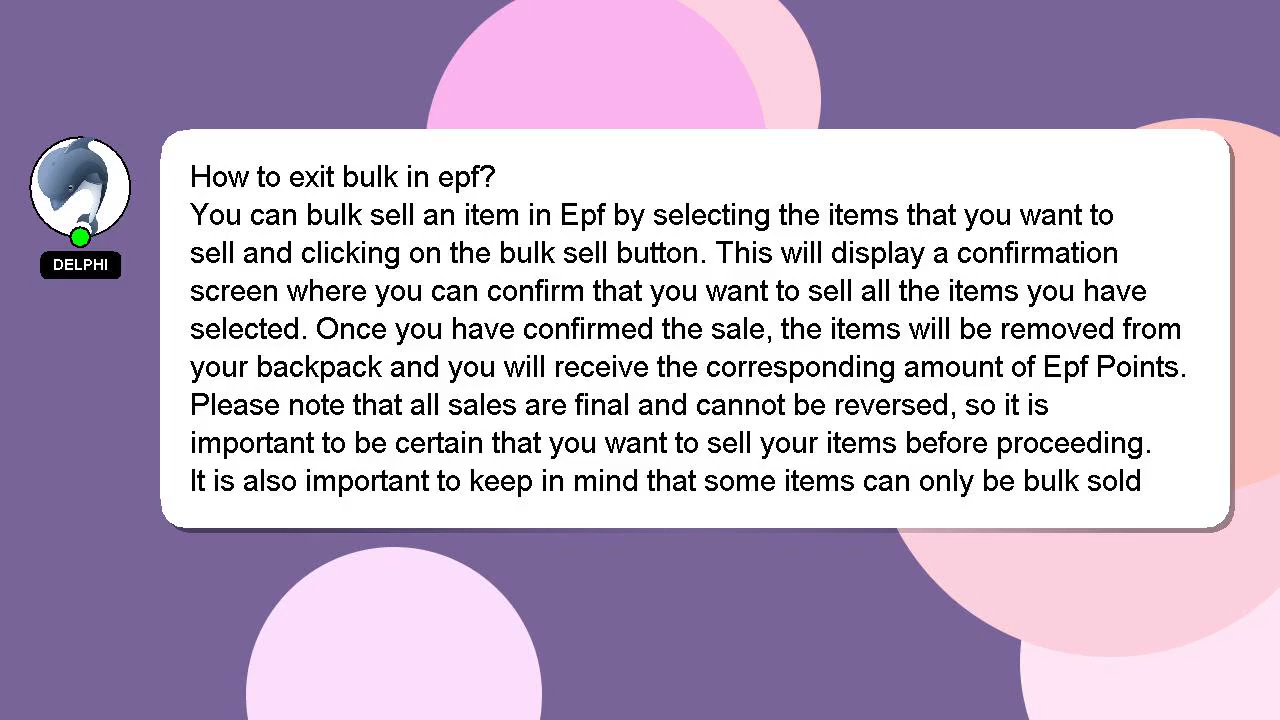 DELPHI
How to exit bulk in epf?
You can bulk sell an item in Epf by selecting the items that you want to
sell and clicking on the bulk sell button. This will display a confirmation
screen where you can confirm that you want to sell all the items you have
selected. Once you have confirmed the sale, the items will be removed from
your backpack and you will receive the corresponding amount of Epf Points.
Please note that all sales are final and cannot be reversed, so it is
important to be certain that you want to sell your items before proceeding.
It is also important to keep in mind that some items can only be bulk sold